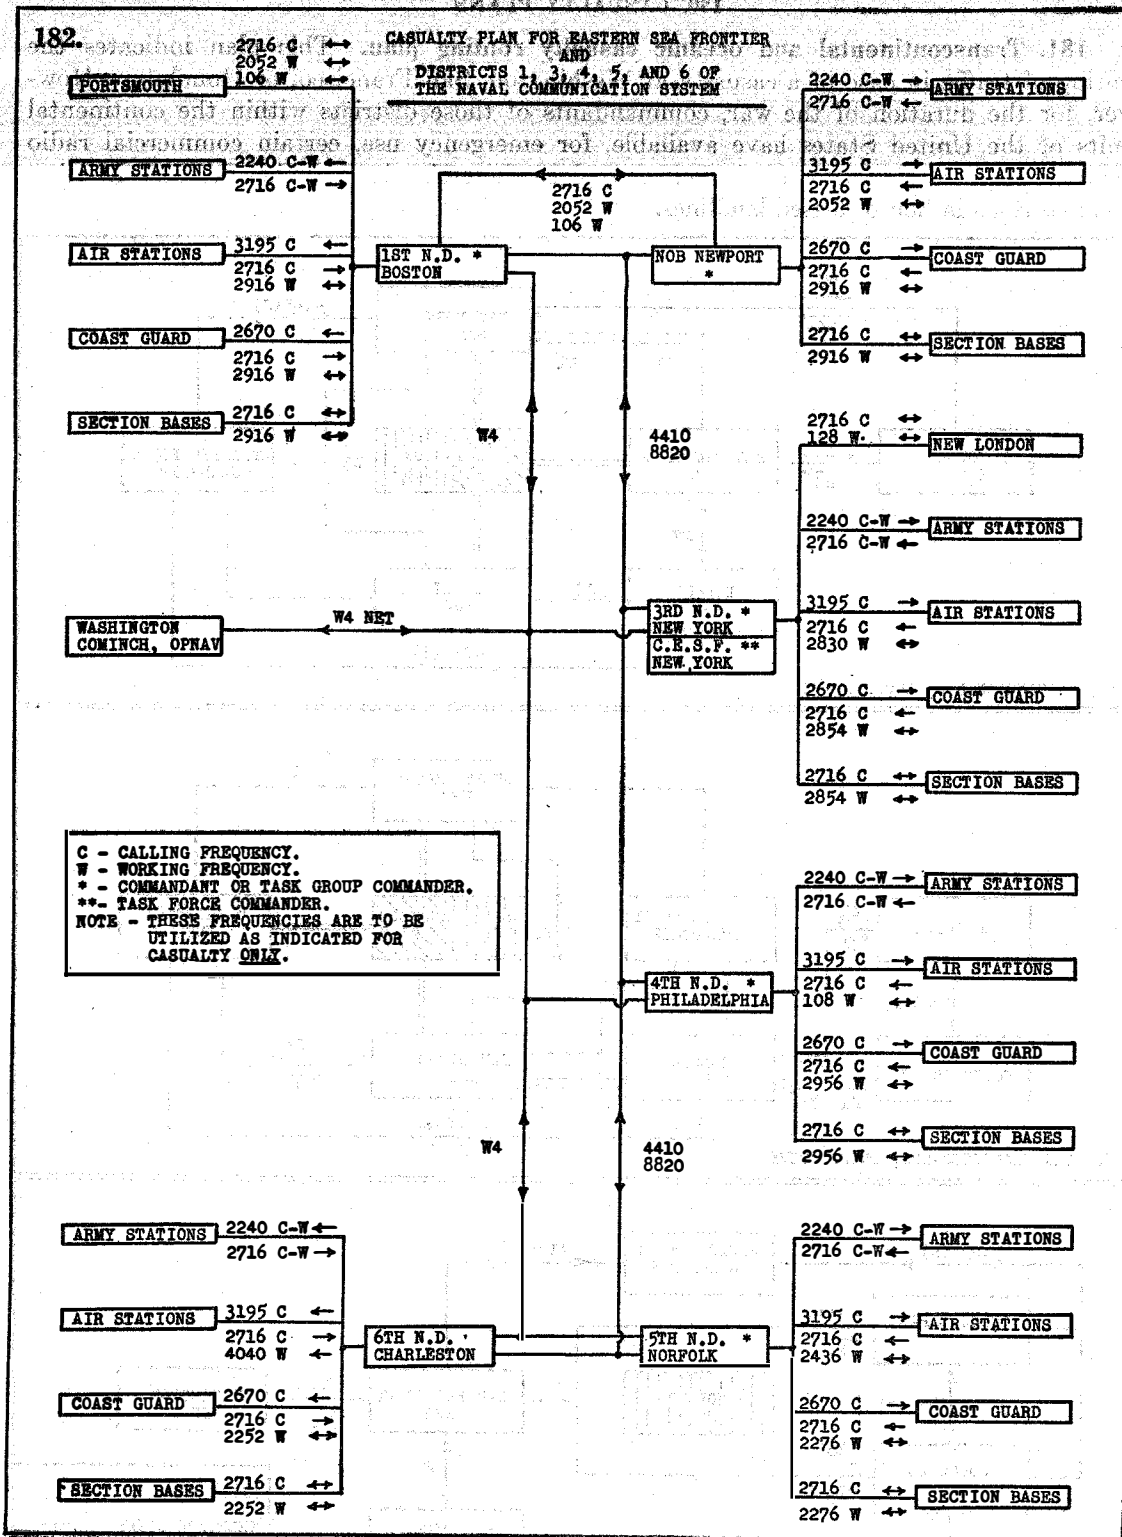 182.
CASUALTY PLAN FOR EASTERN SEA FRONTIER
AND
DISTRICTS 1, 3, 4, 5, AND 6 OF
THE NAVAL COMMUNICATION SYSTEM
2716 C ↔
2052 W ↔
106 W ↔
PORTSMOUTH
ARMY STATIONS
2240 C-W ←
2716 C-W →
AIR STATIONS
3195 C ←
2716 C →
2916 W ↔
COAST GUARD
2670 C ←
2716 C →
2916 W ↔
SECTION BASES
2716 C ↔
2916 W ↔
1ST N.D. *
BOSTON
2716 C
2052 W
106 W
NOB NEWPORT
*
2240 C-W →
2716 C-W ←
ARMY STATIONS
3195 C →
2716 C ←
2052 W ↔
AIR STATIONS
2670 C →
2716 C ←
2916 W ↔
COAST GUARD
2716 C ↔
2916 W ↔
SECTION BASES
W4
4410
8820
2716 C ↔
128 W. ↔
NEW LONDON
2240 C-W →
2716 C-W ←
ARMY STATIONS
3195 C →
2716 C ←
2830 W ↔
AIR STATIONS
2670 C →
2716 C ←
2854 W ↔
COAST GUARD
2716 C ↔
2854 W ↔
SECTION BASES
WASHINGTON
COMINCH, OPNAV
W4 NET
3RD N.D. *
NEW YORK
C.E.S.F. **
NEW YORK
C - CALLING FREQUENCY.
W - WORKING FREQUENCY.
* - COMMANDANT OR TASK GROUP COMMANDER.
**- TASK FORCE COMMANDER.
NOTE - THESE FREQUENCIES ARE TO BE
UTILIZED AS INDICATED FOR
CASUALTY ONLY.
4TH N.D. *
PHILADELPHIA
2240 C-W →
2716 C-W ←
ARMY STATIONS
3195 C →
2716 C ←
108 W ↔
AIR STATIONS
2670 C →
2716 C ←
2956 W ↔
COAST GUARD
2716 C ↔
2956 W ↔
SECTION BASES
W4
4410
8820
ARMY STATIONS
2240 C-W ←
2716 C-W →
AIR STATIONS
3195 C ←
2716 C →
4040 W ←
COAST GUARD
2670 C ←
2716 C →
2252 W ↔
SECTION BASES
2716 C ↔
2252 W ↔
6TH N.D.
CHARLESTON
5TH N.D. *
NORFOLK
2240 C-W →
2716 C-W ←
ARMY STATIONS
3195 C →
2716 C ←
2436 W ↔
AIR STATIONS
2670 C →
2716 C ←
2276 W ↔
COAST GUARD
2716 C ↔
2276 W ↔
SECTION BASES